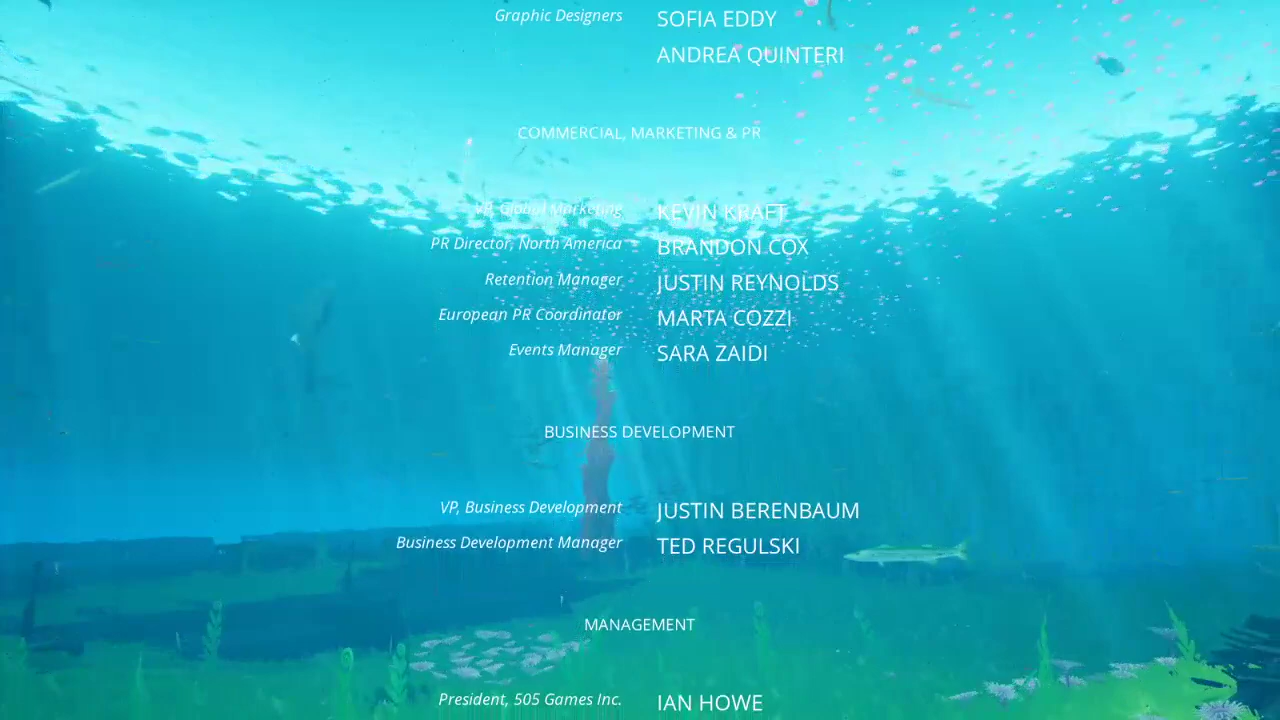 Graphic Designers SOFIA EDDY
ANDREA QUINTERI
COMMERCIAL, MARKETING & PR
VP, Global Marketing KEVIN KRAFT
PR Director, North America BRANDON COX
Retention Manager JUSTIN REYNOLDS
European PR Coordinator MARTA COZZI
Events Manager SARA ZAIDI
BUSINESS DEVELOPMENT
VP, Business Development JUSTIN BERENBAUM
Business Development Manager TED REGULSKI
MANAGEMENT
President, 505 Games Inc. IAN HOWE